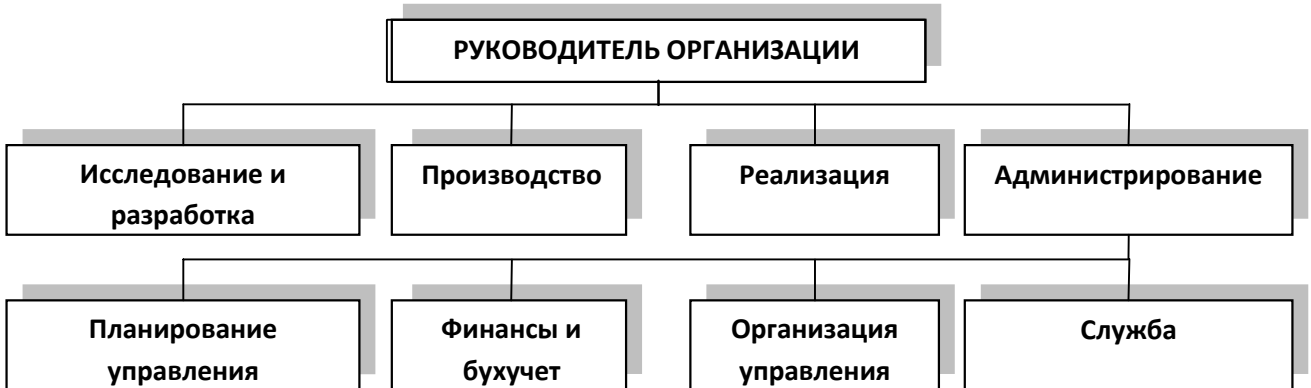 РУКОВОДИТЕЛЬ ОРГАНИЗАЦИИ
Исследование и
разработка
Производство
Реализация
Администрирование
Планирование
управления
Финансы и
бухучет
Организация
управления
Служба